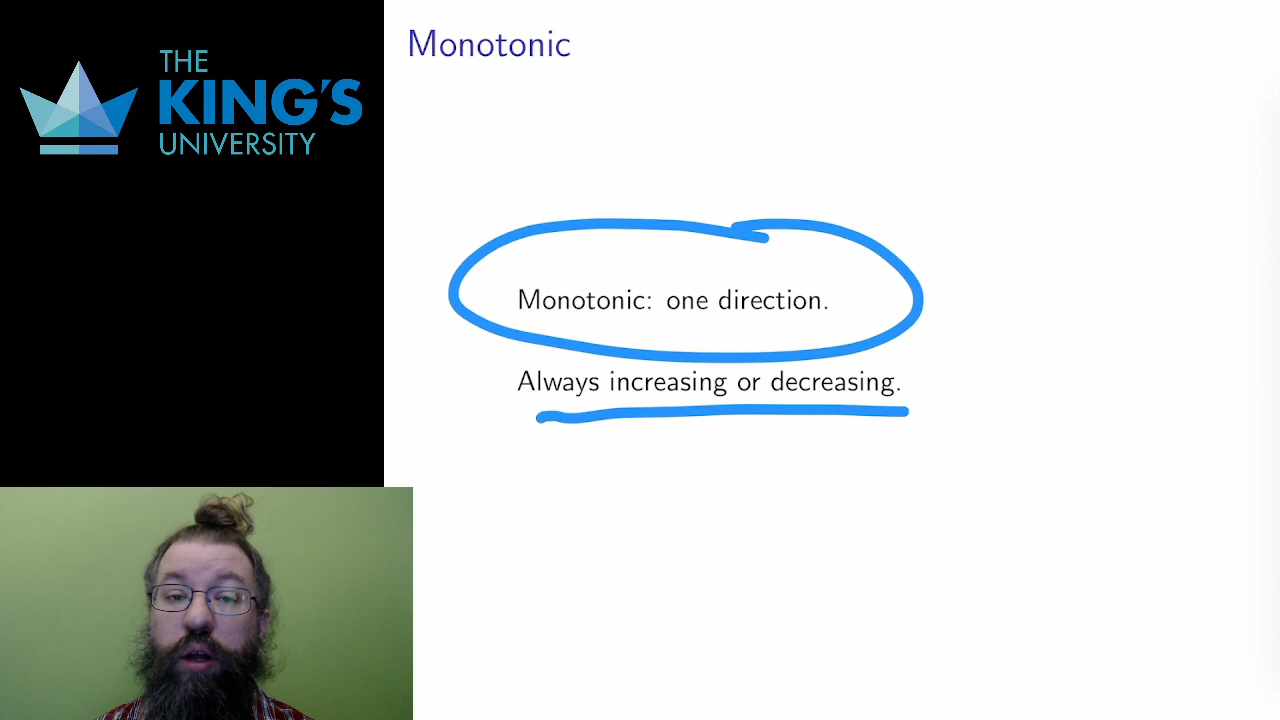 THE
KING'S
UNIVERSITY
Monotonic
Monotonic: one direction.
Always increasing or decreasing.